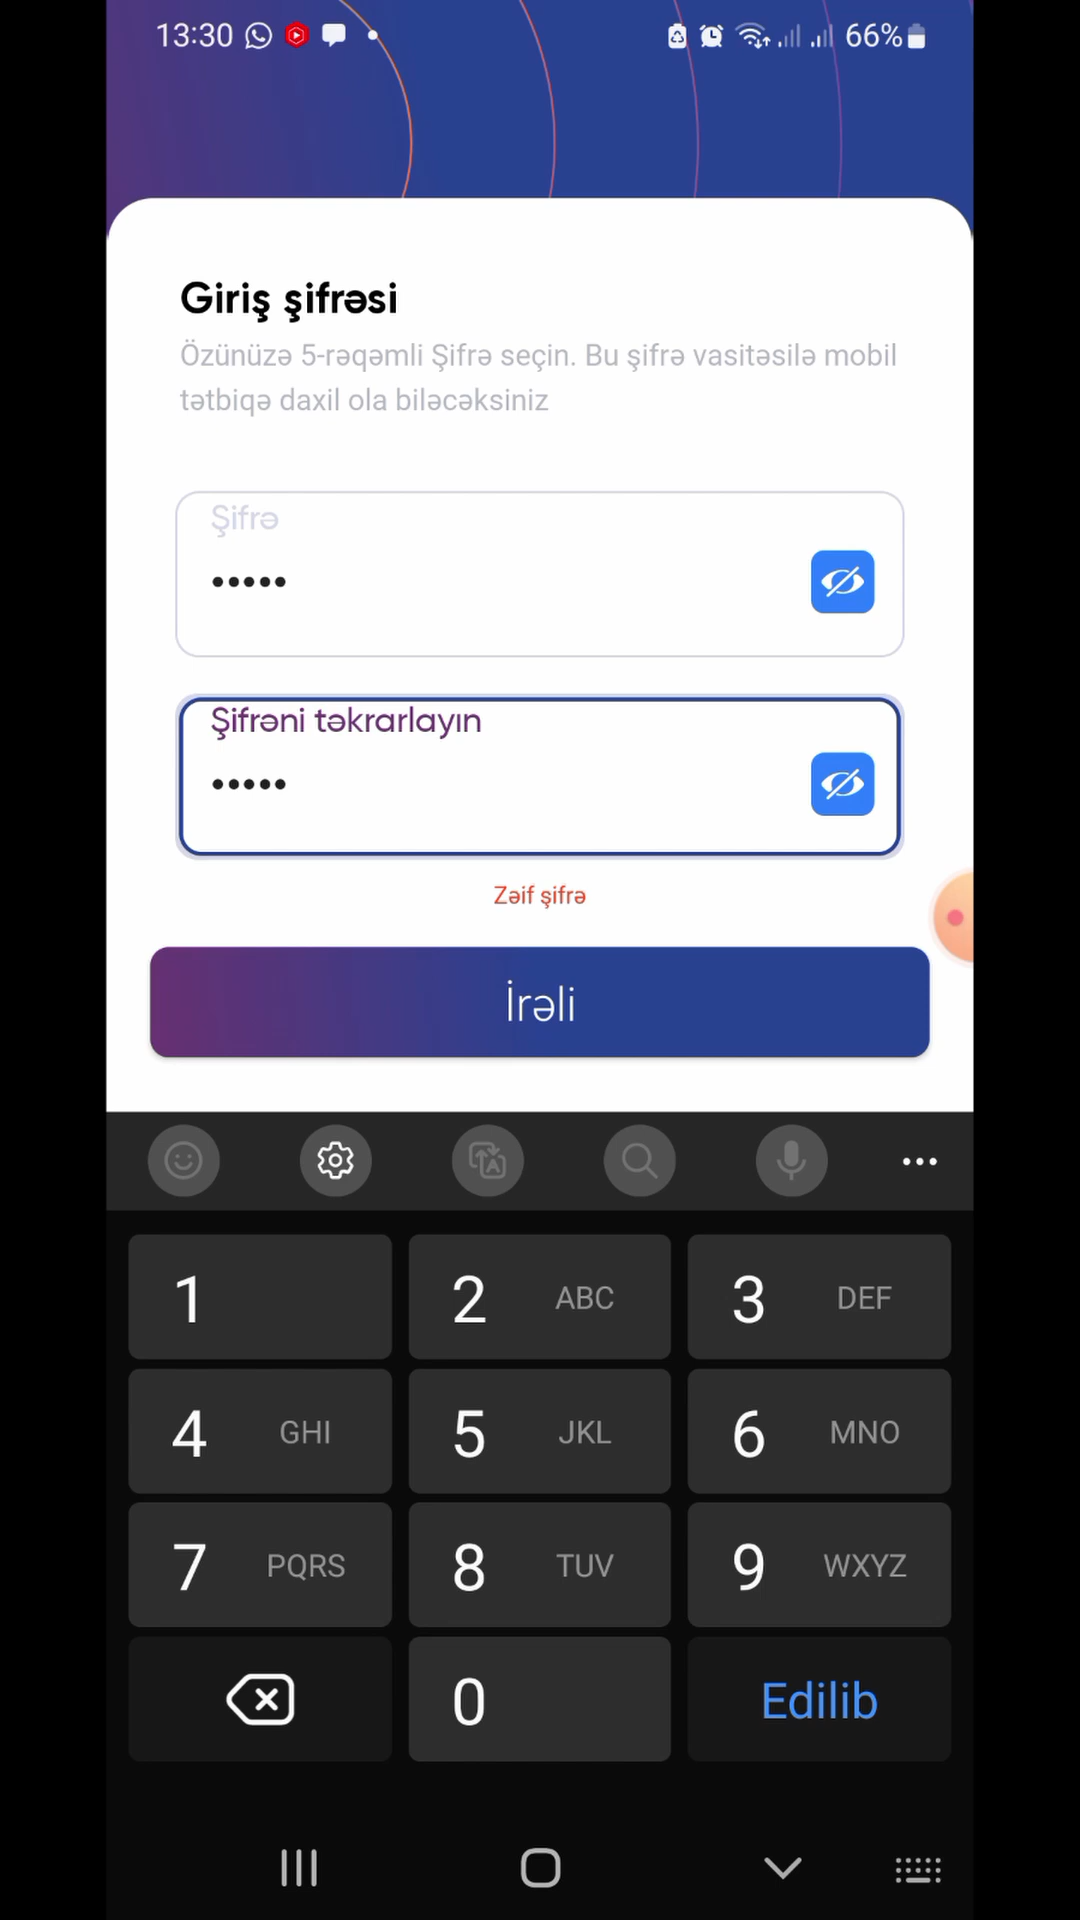 13:30 66%
Giriş şifrəsi
Özünüzə 5-rəqəmli Şifrə seçin. Bu şifrə vasitəsilə mobil
tətbiqə daxil ola biləcəksiniz
Şifrə
•••••
Şifrəni təkrarlayın
•••••
Zəif şifrə
İrəli
1 2 ABC 3 DEF
4 GHI 5 JKL 6 MNO
7 PQRS 8 TUV 9 WXYZ
0 Edilib